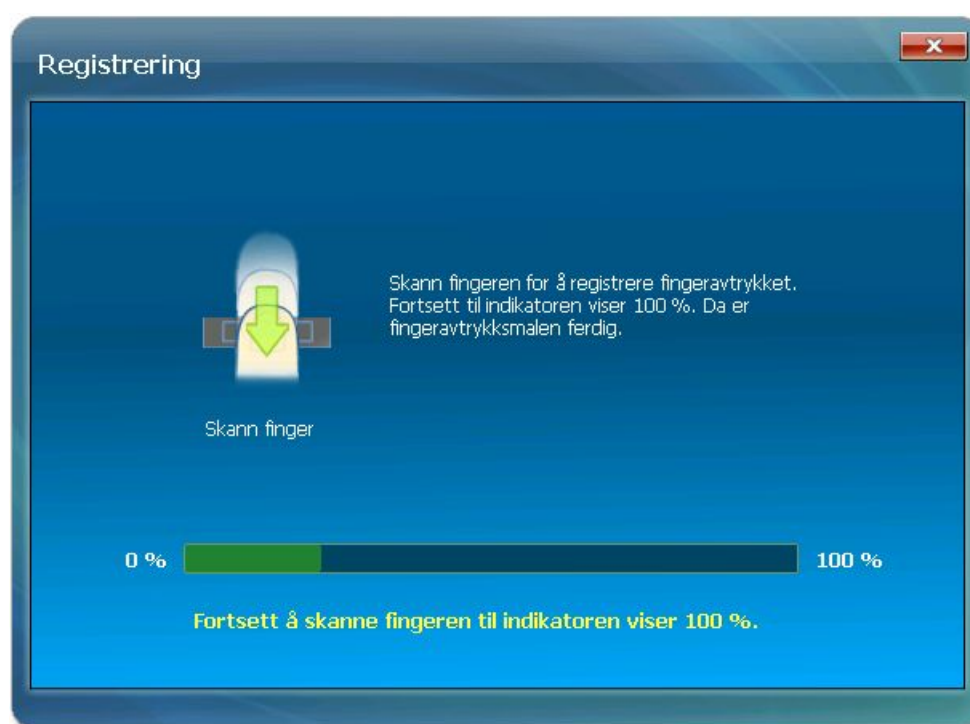 Registrering
Skann fingeren for å registrere fingeravtrykket.
Fortsett til indikatoren viser 100 %. Da er
fingeravtrykksmalen ferdig.
Skann finger
0 % 100 %
Fortsett å skanne fingeren til indikatoren viser 100 %.